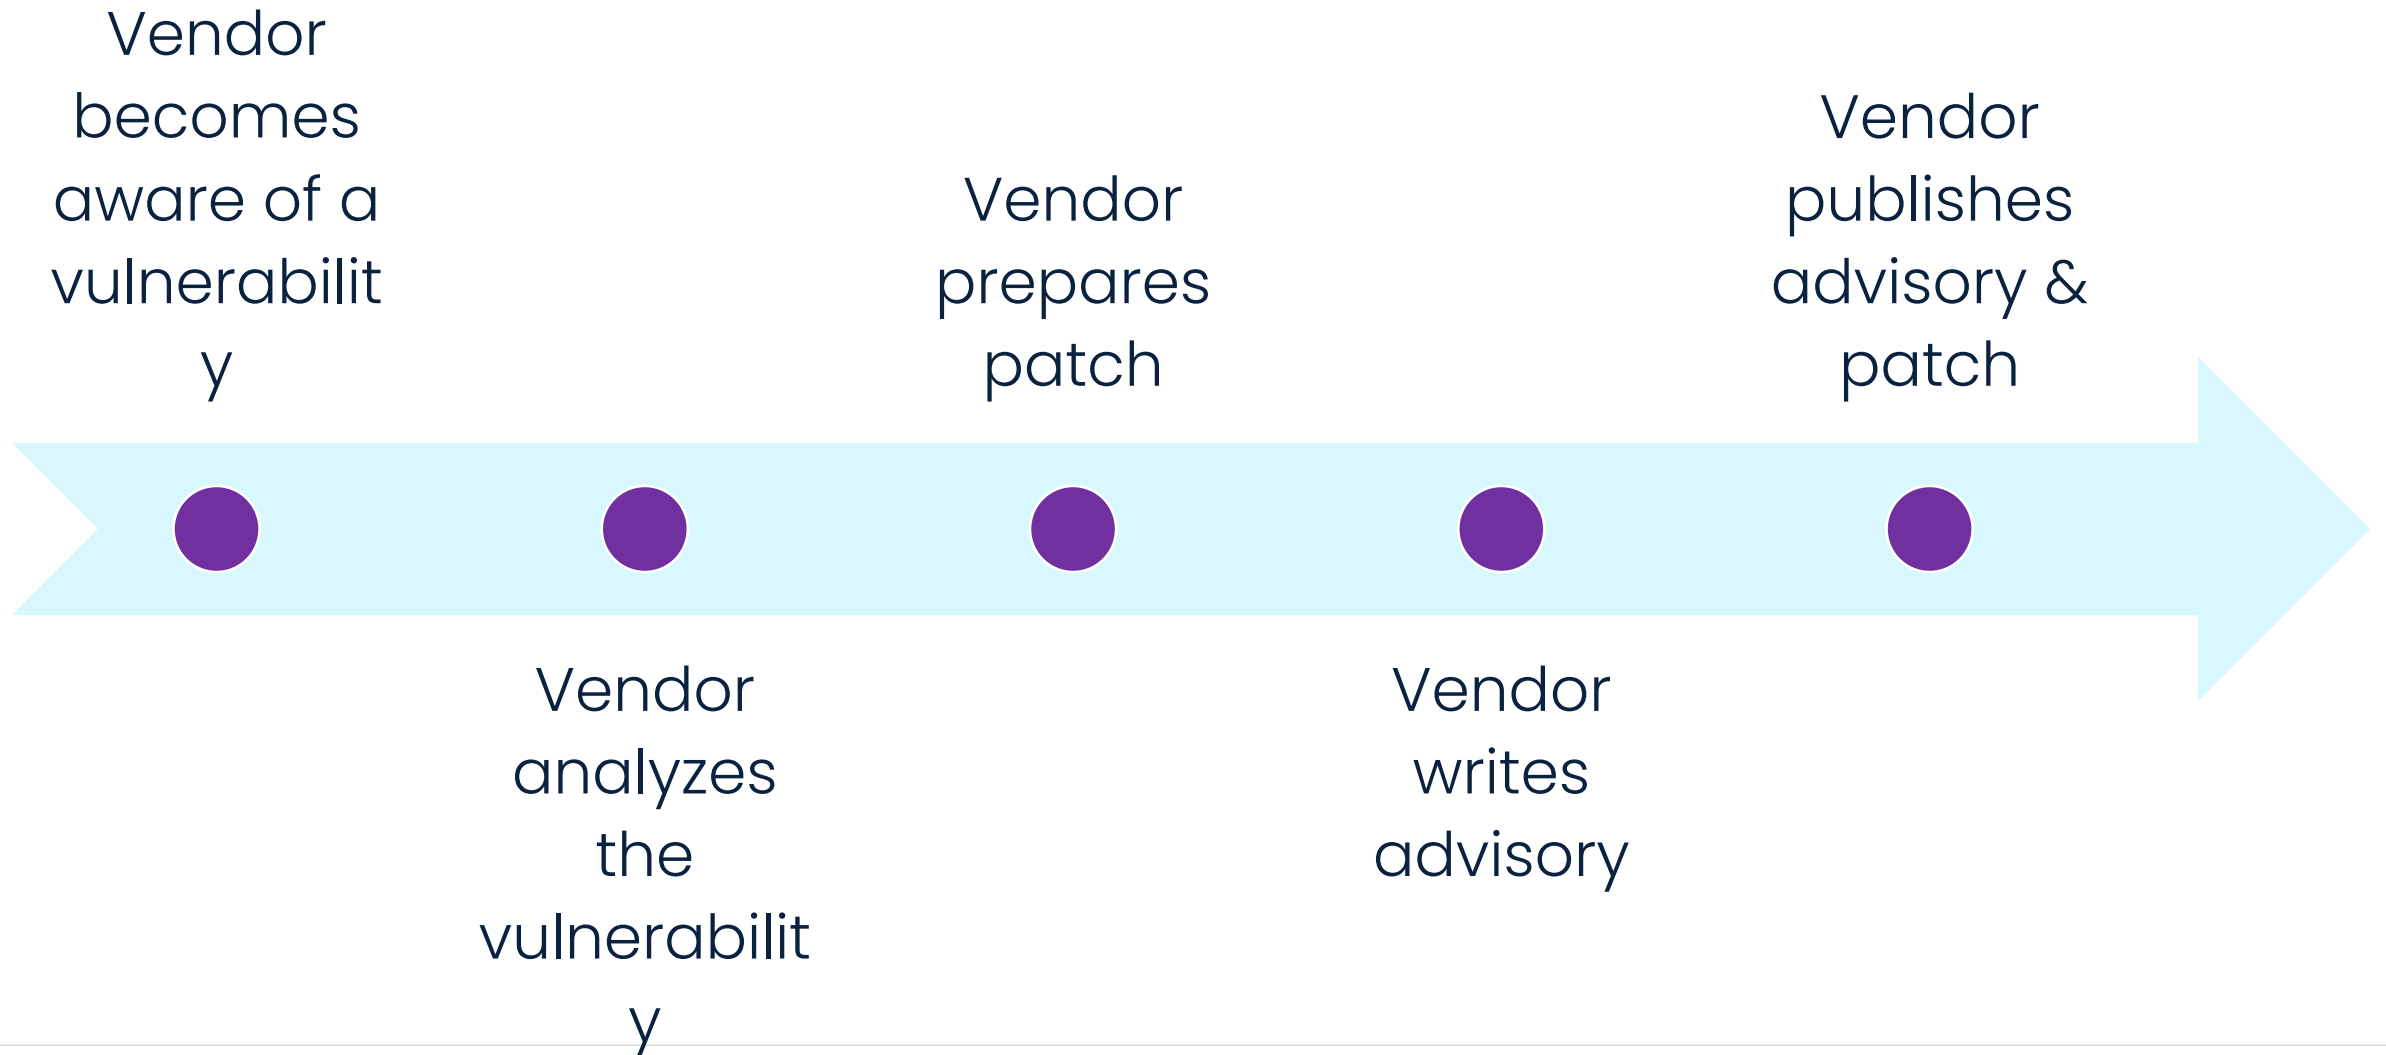 Vendor
becomes
aware of a
vulnerabilit
y
Vendor
analyzes
the
vulnerabilit
y
Vendor
prepares
patch
Vendor
writes
advisory
Vendor
publishes
advisory &
patch